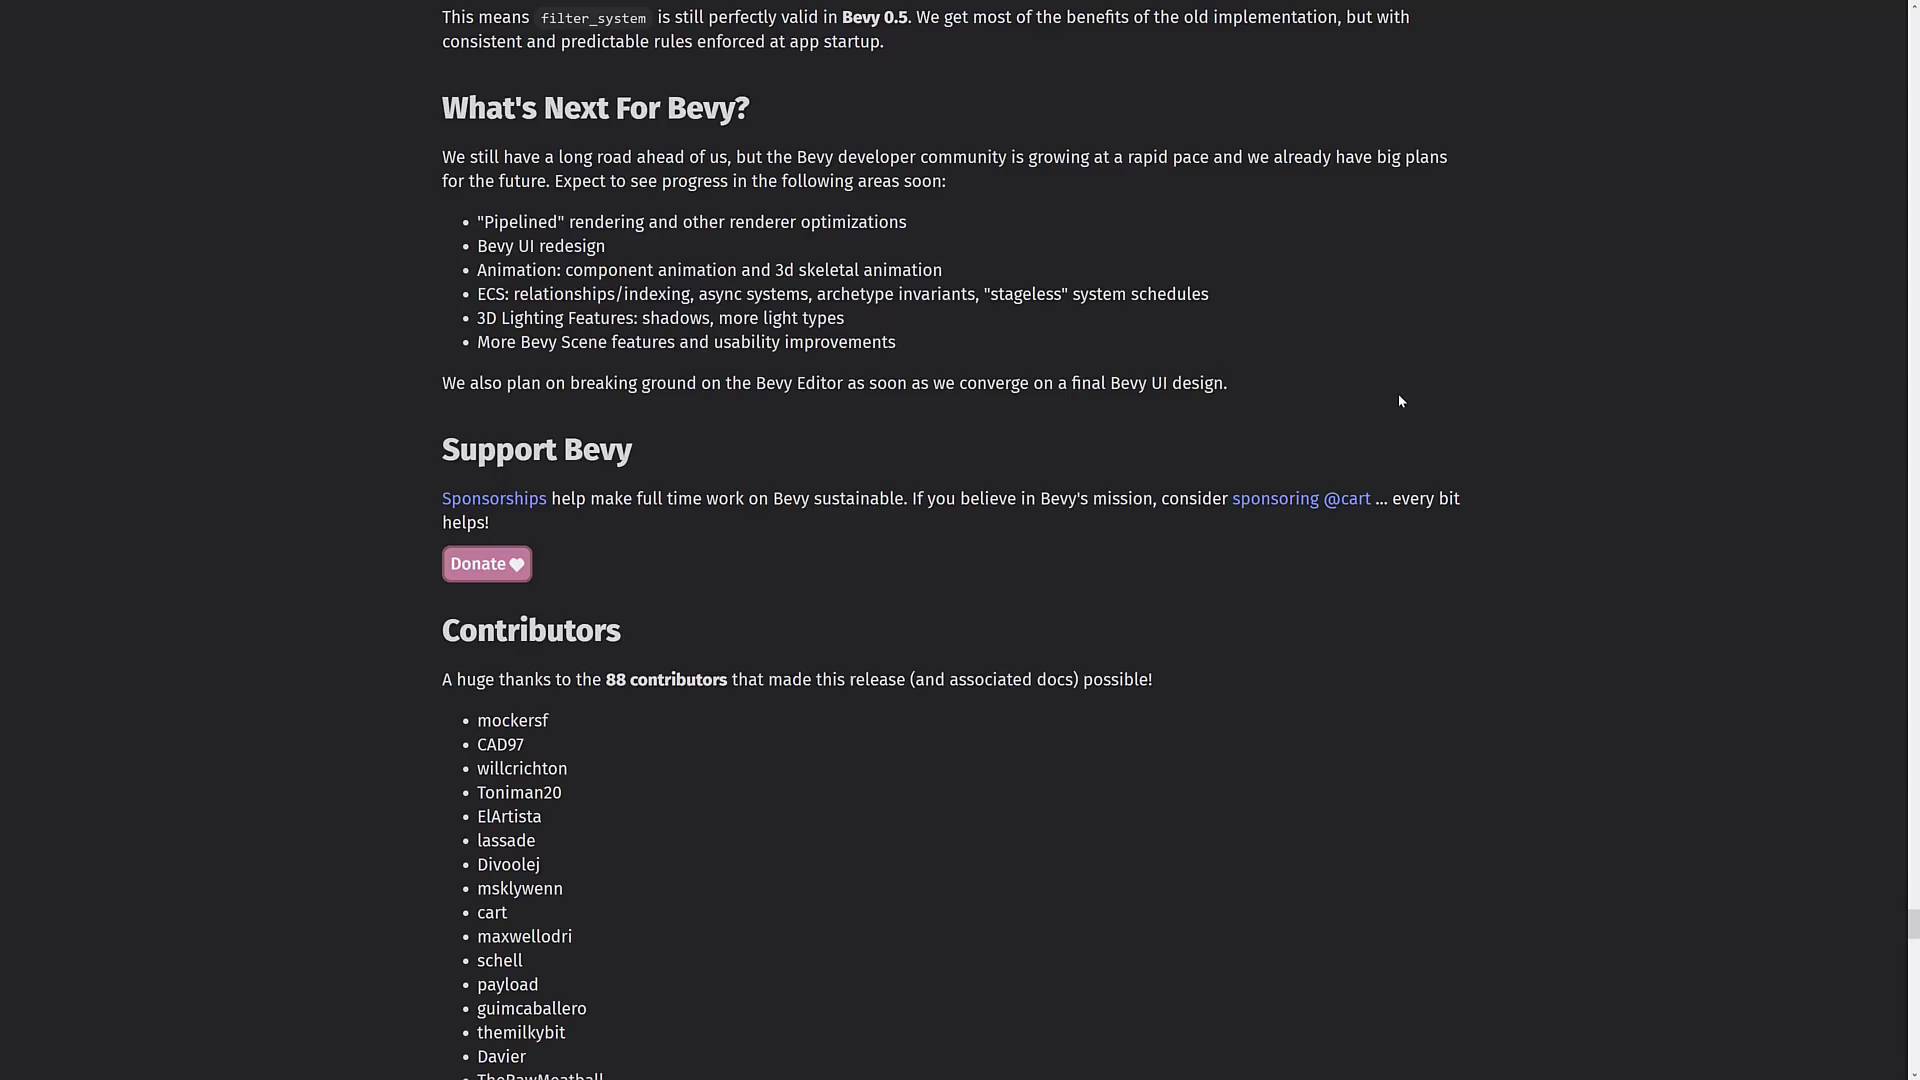 This means filter_system is still perfectly valid in Bevy 0.5. We get most of the benefits of the old implementation, but with
consistent and predictable rules enforced at app startup.
What's Next For Bevy?
We still have a long road ahead of us, but the Bevy developer community is growing at a rapid pace and we already have big plans
for the future. Expect to see progress in the following areas soon:
• "Pipelined" rendering and other renderer optimizations
• Bevy UI redesign
• Animation: component animation and 3d skeletal animation
• ECS: relationships/indexing, async systems, archetype invariants, "stageless" system schedules
• 3D Lighting Features: shadows, more light types
• More Bevy Scene features and usability improvements
We also plan on breaking ground on the Bevy Editor as soon as we converge on a final Bevy UI design.
Support Bevy
Sponsorships help make full time work on Bevy sustainable. If you believe in Bevy's mission, consider sponsoring @cart ... every bit
helps!
Donate
Contributors
A huge thanks to the 88 contributors that made this release (and associated docs) possible!
• mockersf
• CAD97
• willcrichton
• Toniman20
• ElArtista
• lassade
• Divoolej
• msklywenn
• cart
• maxwellodri
• schell
• payload
• guimcaballero
• themilkybit
• Davier
• TheRawMeatball